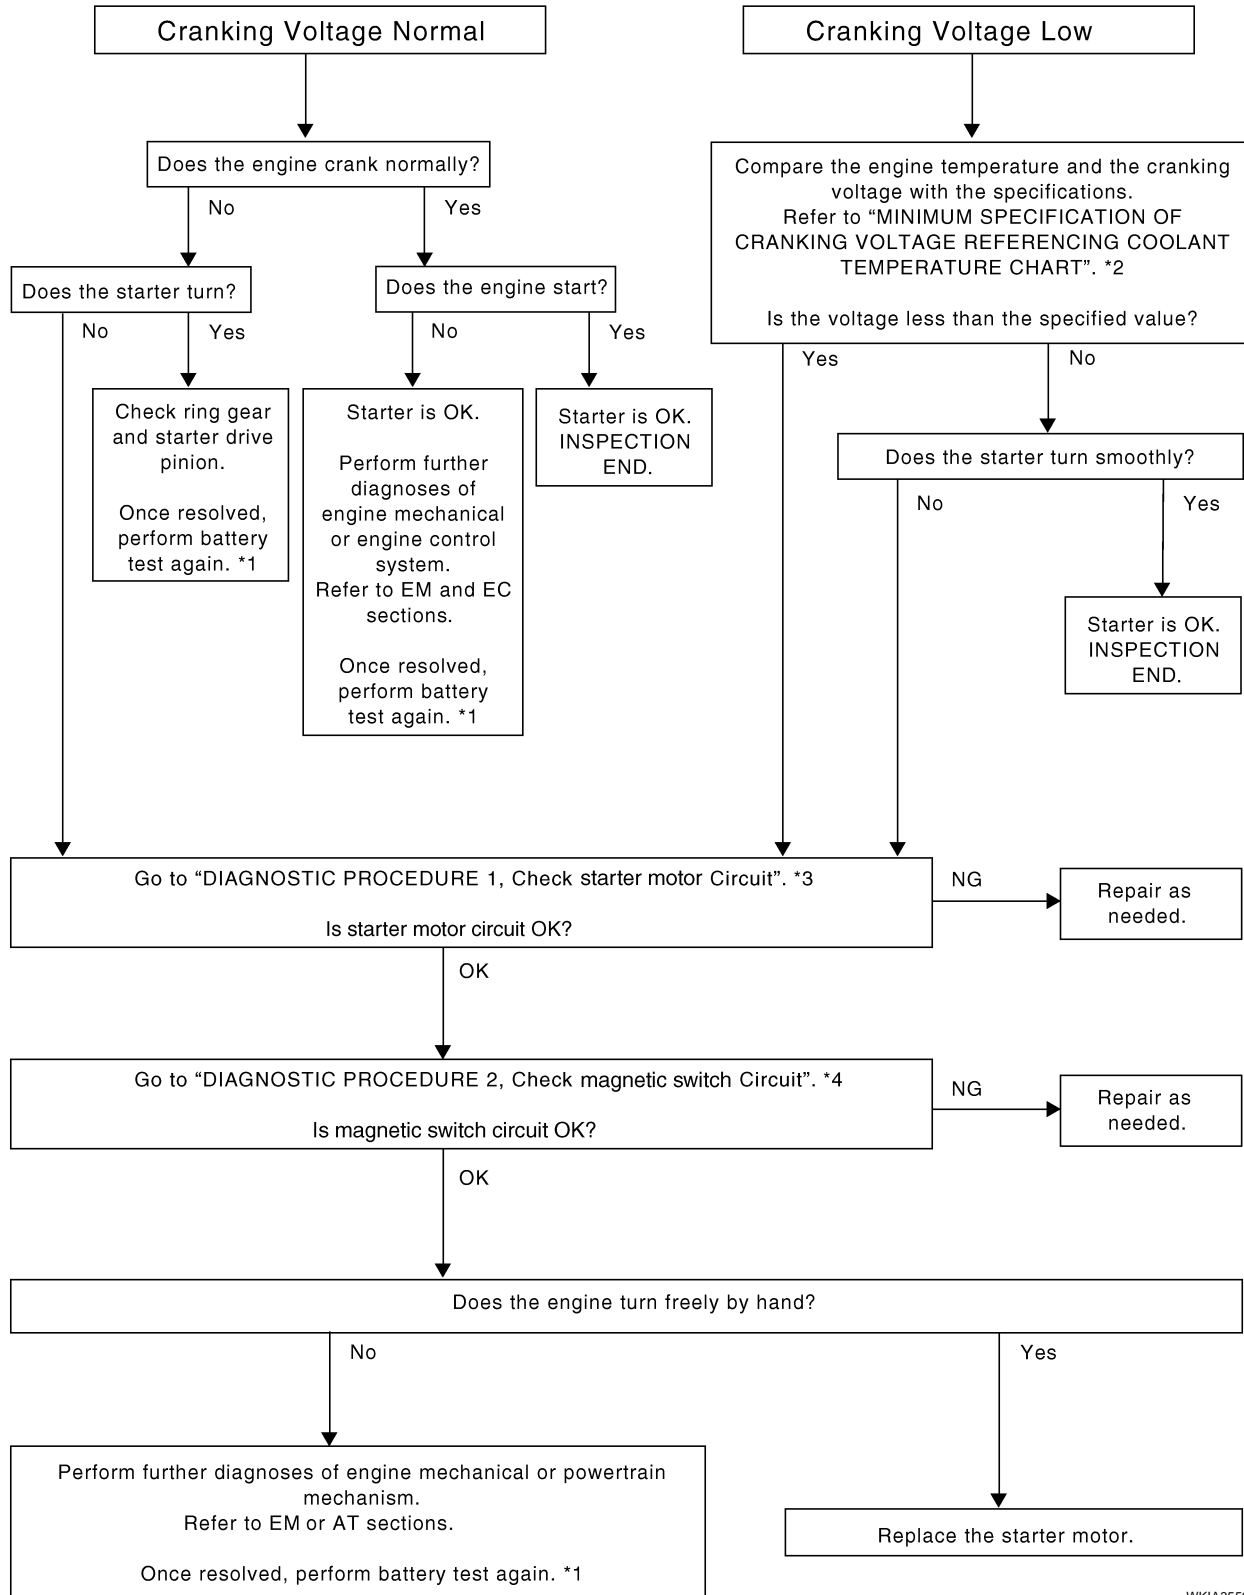 Cranking Voltage Normal
Cranking Voltage Low
Does the engine crank normally?
No
Yes
Compare the engine temperature and the cranking
voltage with the specifications.
Refer to “MINIMUM SPECIFICATION OF
CRANKING VOLTAGE REFERENCING COOLANT
TEMPERATURE CHART”. *2
Is the voltage less than the specified value?
Does the starter turn?
No
Yes
Does the engine start?
No
Yes
Yes
No
Check ring gear
and starter drive
pinion.
Once resolved,
perform battery
test again. *1
Starter is OK.
Perform further
diagnoses of
engine mechanical
or engine control
system.
Refer to EM and EC
sections.
Once resolved,
perform battery
test again. *1
Starter is OK.
INSPECTION
END.
Does the starter turn smoothly?
No
Yes
Starter is OK.
INSPECTION
END.
Go to “DIAGNOSTIC PROCEDURE 1, Check starter motor Circuit”. *3
Is starter motor circuit OK?
NG
Repair as
needed.
OK
Go to “DIAGNOSTIC PROCEDURE 2, Check magnetic switch Circuit”. *4
Is magnetic switch circuit OK?
NG
Repair as
needed.
OK
Does the engine turn freely by hand?
No
Yes
Perform further diagnoses of engine mechanical or powertrain
mechanism.
Refer to EM or AT sections.
Once resolved, perform battery test again. *1
Replace the starter motor.